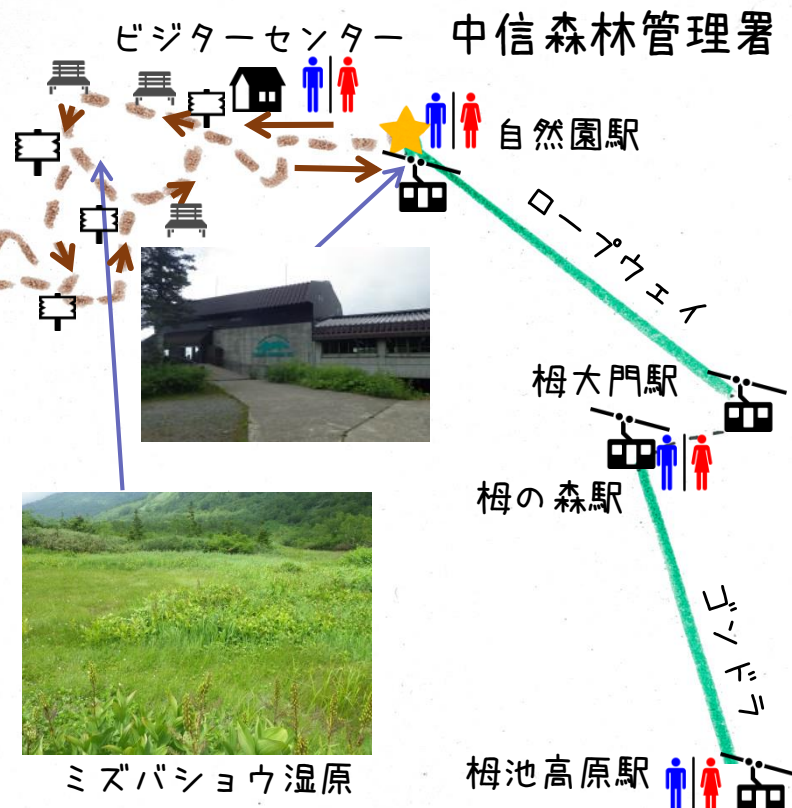 中信森林管理署
ビジターセンター
自然園駅
ロープウェイ
栂大門駅
栂の森駅
ゴンドラ
ミズバショウ湿原
栂池高原駅